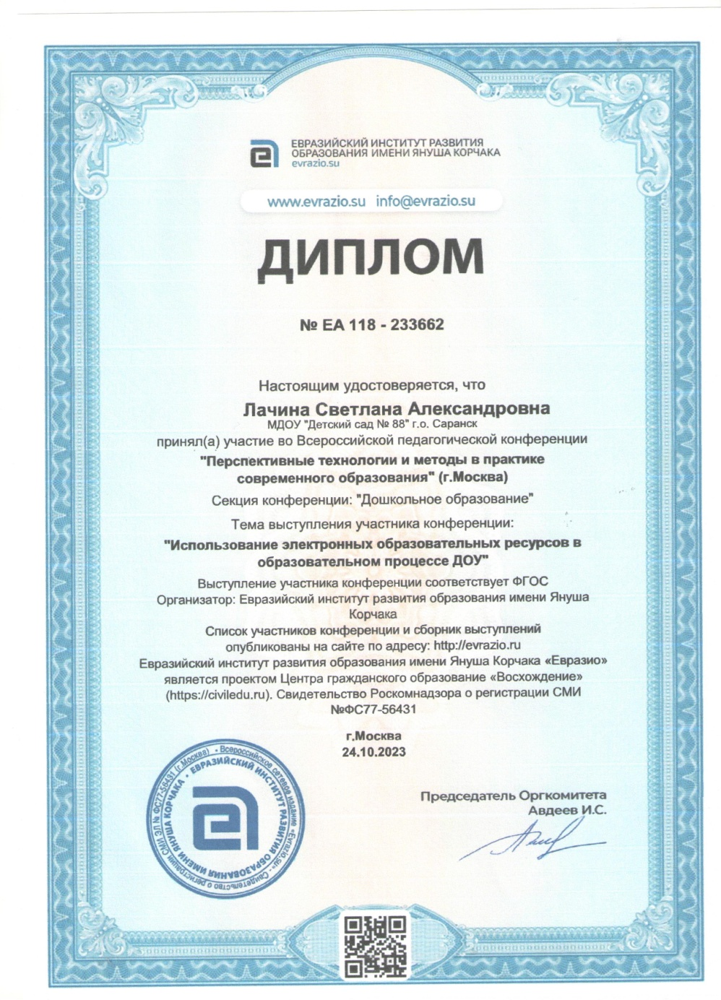 ЕВРАЗИЙСКИЙ ИНСТИТУТ РАЗВИТИЯ
ОБРАЗОВАНИЯ ИМЕНИ ЯНУША КОРЧАКА
evrazio.su
www.evrazio.su info@evrazio.su
ДИПЛОМ
№ ЕА 118 - 233662
Настоящим удостоверяется, что
Лачина Светлана Александровна
МДОУ "Детский сад № 88" г.о. Саранск
принял(а) участие во Всероссийской педагогической конференции
"Перспективные технологии и методы в практике
современного образования" (г.Москва)
Секция конференции: "Дошкольное образование"
Тема выступления участника конференции:
"Использование электронных образовательных ресурсов в
образовательном процессе ДОУ"
Выступление участника конференции соответствует ФГОС
Организатор: Евразийский институт развития образования имени Януша
Корчака
Список участников конференции и сборник выступлений
опубликованы на сайте по адресу: http://evrazio.ru
Евразийский институт развития образования имени Януша Корчака «Евразио»
является проектом Центра гражданского образование «Восхождение»
(https://civiledu.ru). Свидетельство Роскомнадзора о регистрации СМИ
№ФС77-56431
г.Москва
24.10.2023
Всероссийское сетевое издание «Evrazio.su» • Свидетельство о регистрации СМИ ЭЛ № ФС77-56431 (г.Москва) •
ЕВРАЗИЙСКИЙ ИНСТИТУТ РАЗВИТИЯ ОБРАЗОВАНИЯ ИМЕНИ ЯНУША КОРЧАКА •
Председатель Оргкомитета
Авдеев И.С.